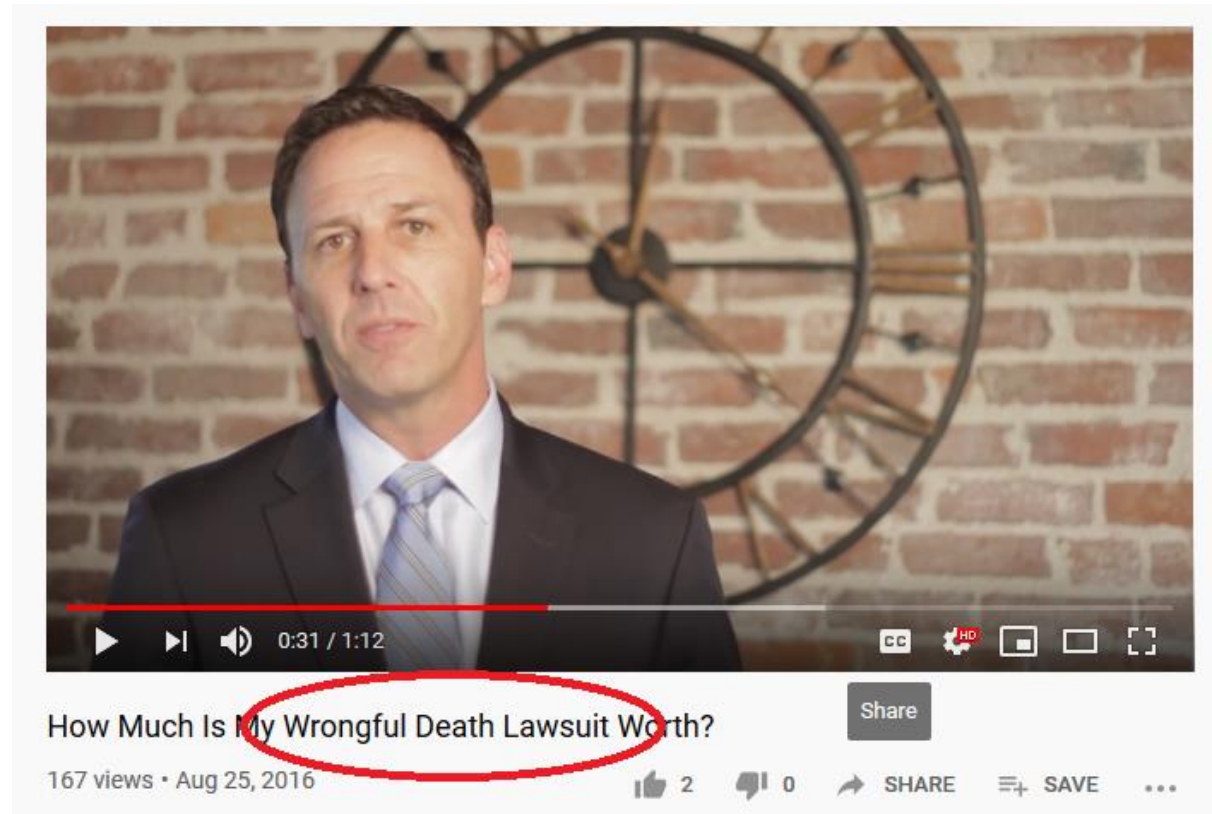 0:31 / 1:12
CC
HD
How Much Is My Wrongful Death Lawsuit Worth?
Share
167 views • Aug 25, 2016
2
0
SHARE
SAVE